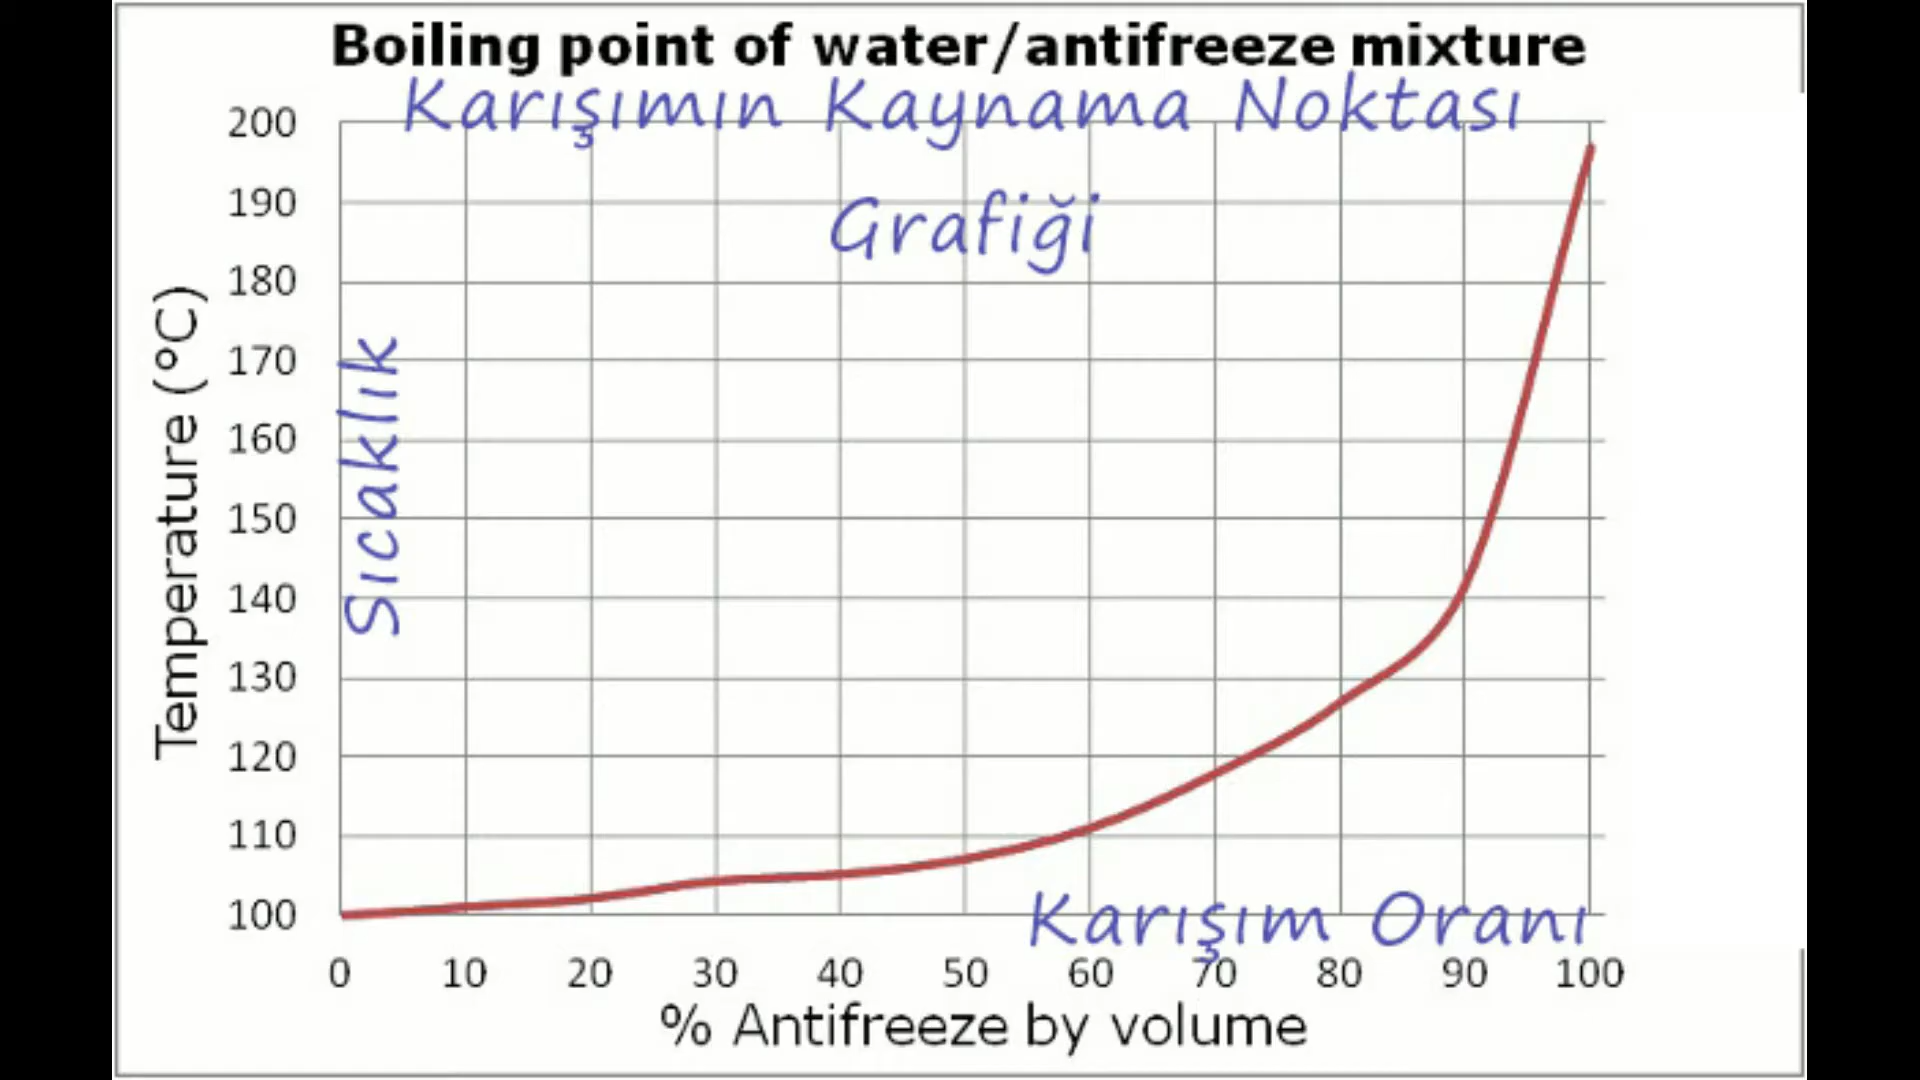 Boiling point of water/antifreeze mixture
Karışımın Kaynama Noktası
Grafiği
Temperature (°C)
Sıcaklık
200
190
180
170
160
150
140
130
120
110
100
Karışım Oranı
0 10 20 30 40 50 60 70 80 90 100
% Antifreeze by volume